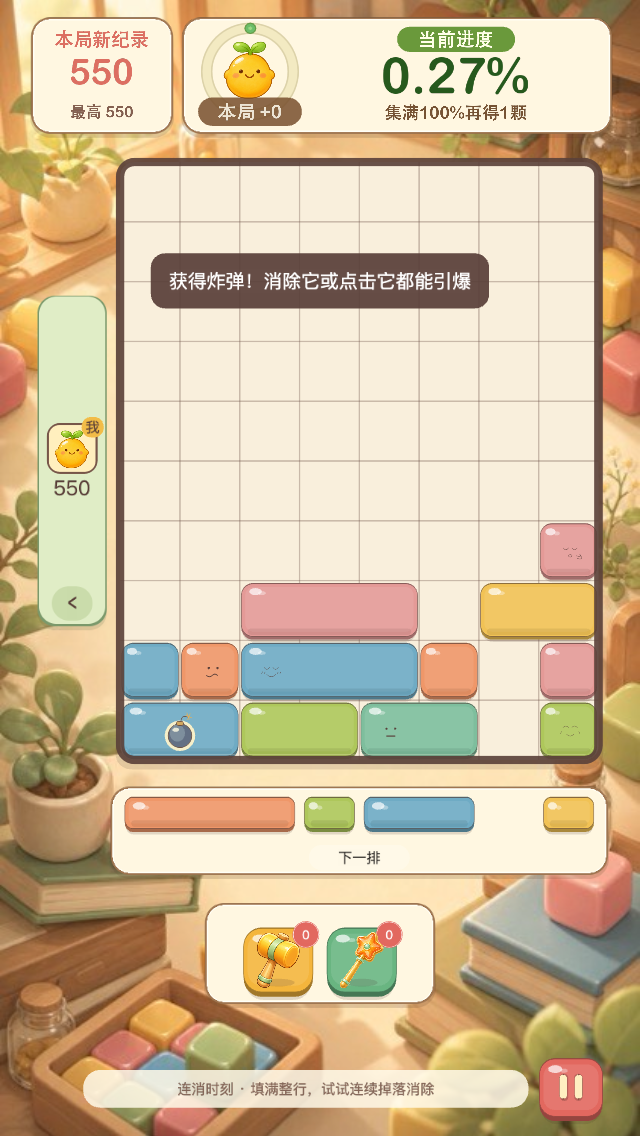 本局新纪录
550
最高 550
本局 +0
当前进度
0.27%
集满100%再得1颗
获得炸弹！消除它或点击它都能引爆
我
550
<
下一排
0
0
连消时刻 · 填满整行，试试连续掉落消除